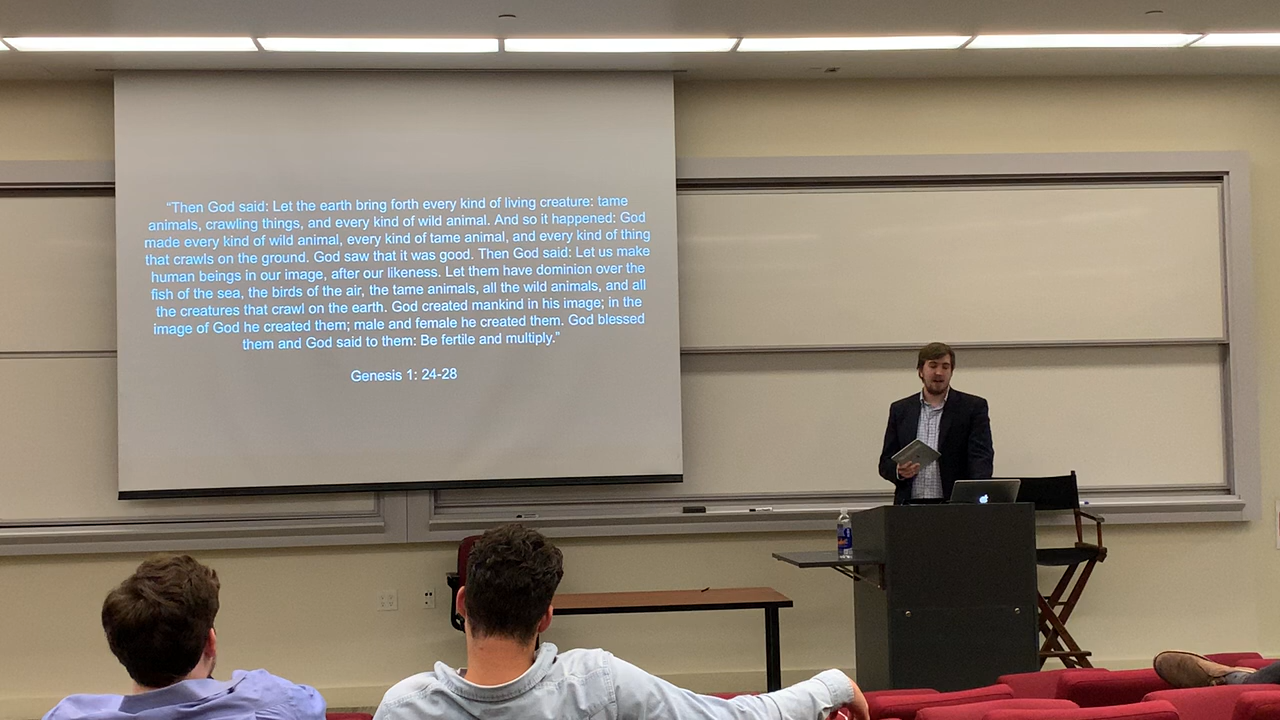 “Then God said: Let the earth bring forth every kind of living creature: tame
animals, crawling things, and every kind of wild animal. And so it happened: God
made every kind of wild animal, every kind of tame animal, and every kind of thing
that crawls on the ground. God saw that it was good. Then God said: Let us make
human beings in our image, after our likeness. Let them have dominion over the
fish of the sea, the birds of the air, the tame animals, all the wild animals, and all
the creatures that crawl on the earth. God created mankind in his image; in the
image of God he created them; male and female he created them. God blessed
them and God said to them: Be fertile and multiply.”
Genesis 1: 24-28